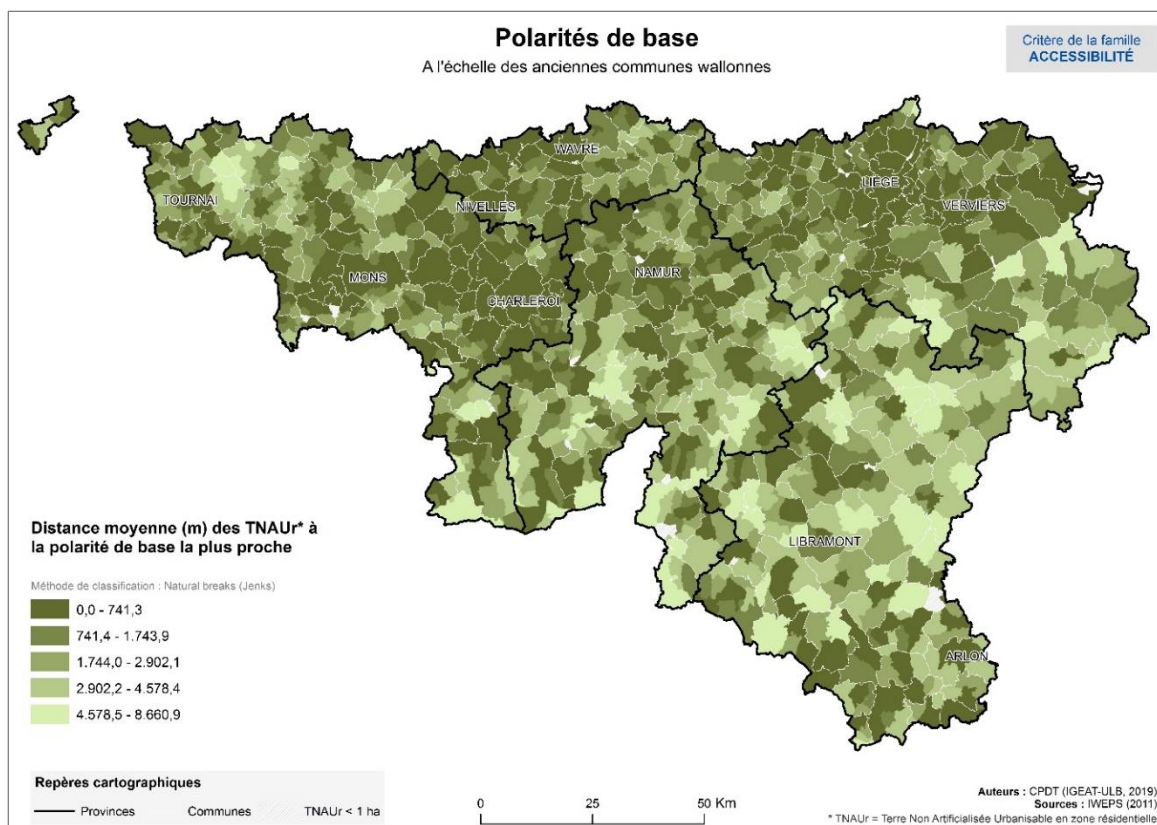 Polarités de base
A l'échelle des anciennes communes wallonnes
Critère de la famille
ACCESSIBILITÉ
WAVRE
LIÈGE
TOURNAI
NIVELLES
VERVIERS
MONS
NAMUR
CHARLEROI
LIBRAMONT
ARLON
Distance moyenne (m) des TNAUr* à
la polarité de base la plus proche
Méthode de classification : Natural breaks (Jenks)
0,0 - 741,3
741,4 - 1.743,9
1.744,0 - 2.902,1
2.902,2 - 4.578,4
4.578,5 - 8.660,9
Repères cartographiques
Provinces Communes TNAUr < 1 ha
0 25 50 Km
Auteurs : CPDT (IGEAT-ULB, 2019)
Sources : IWEPS (2011)
* TNAUr = Terre Non Artificialisée Urbanisable en zone résidentielle